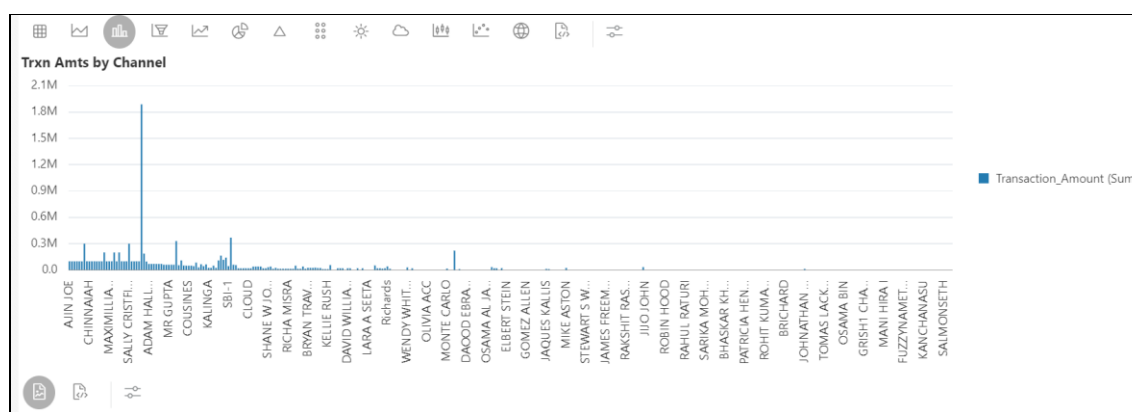 Trxn Amts by Channel
2.1M
1.8M
1.5M
1.2M
0.9M
0.6M
0.3M
0.0
Transaction_Amount (Sum
AJIN JOE
CHINNAIAH
MAXIMILLIA...
SALLY CRISTFI...
ADAM HALL...
MR GUPTA
COUSINES
KALINGA
SBI-1
CLOUD
SHANE W JO...
RICHA MISRA
BRYAN TRAV...
KELLIE RUSH
DAVID WILLIA...
LARA A SEETA
Richards
WENDY WHIT...
OLIVIA ACC
MONTE CARLO
DAOOD EBRA...
OSAMA AL JA...
ELBERT STEIN
GOMEZ ALLEN
JAQUES KALLIS
MIKE ASTON
STEWART S W...
JAMES FREEM...
RAKSHIT RAS...
JIJO JOHN
ROBIN HOOD
RAHUL RATURI
SARIKA MOH...
BHASKAR KH...
PATRICIA HEN...
ROHIT KUMA...
BRICHARD
JOHNATHAN ...
TOMAS LACK...
OSAMA BIN
GRISH1 CHA...
MANI HIRA I
FUZZYNAMET...
KANCHANASU
SALMONSETH